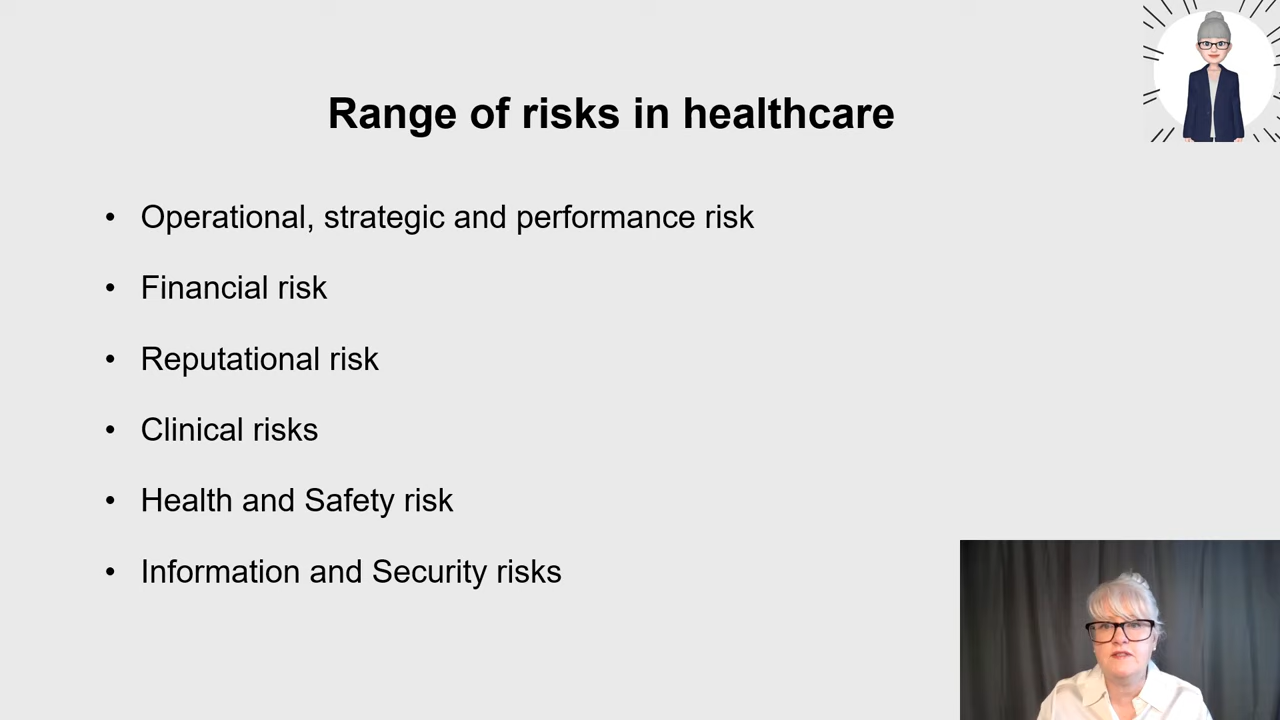 Range of risks in healthcare
• Operational, strategic and performance risk
• Financial risk
• Reputational risk
• Clinical risks
• Health and Safety risk
• Information and Security risks